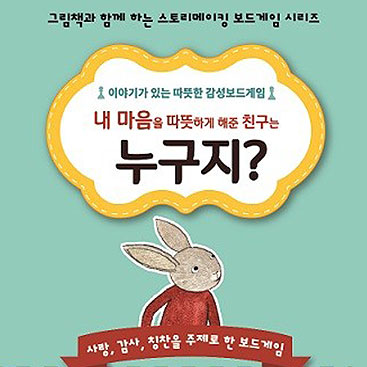 그림책과 함께 하는 스토리메이킹 보드게임 시리즈
이야기가 있는 따뜻한 감성보드게임
내 마음을 따뜻하게 해준 친구는
누구지?
사랑, 감사, 칭찬을 주제로 한 보드게임